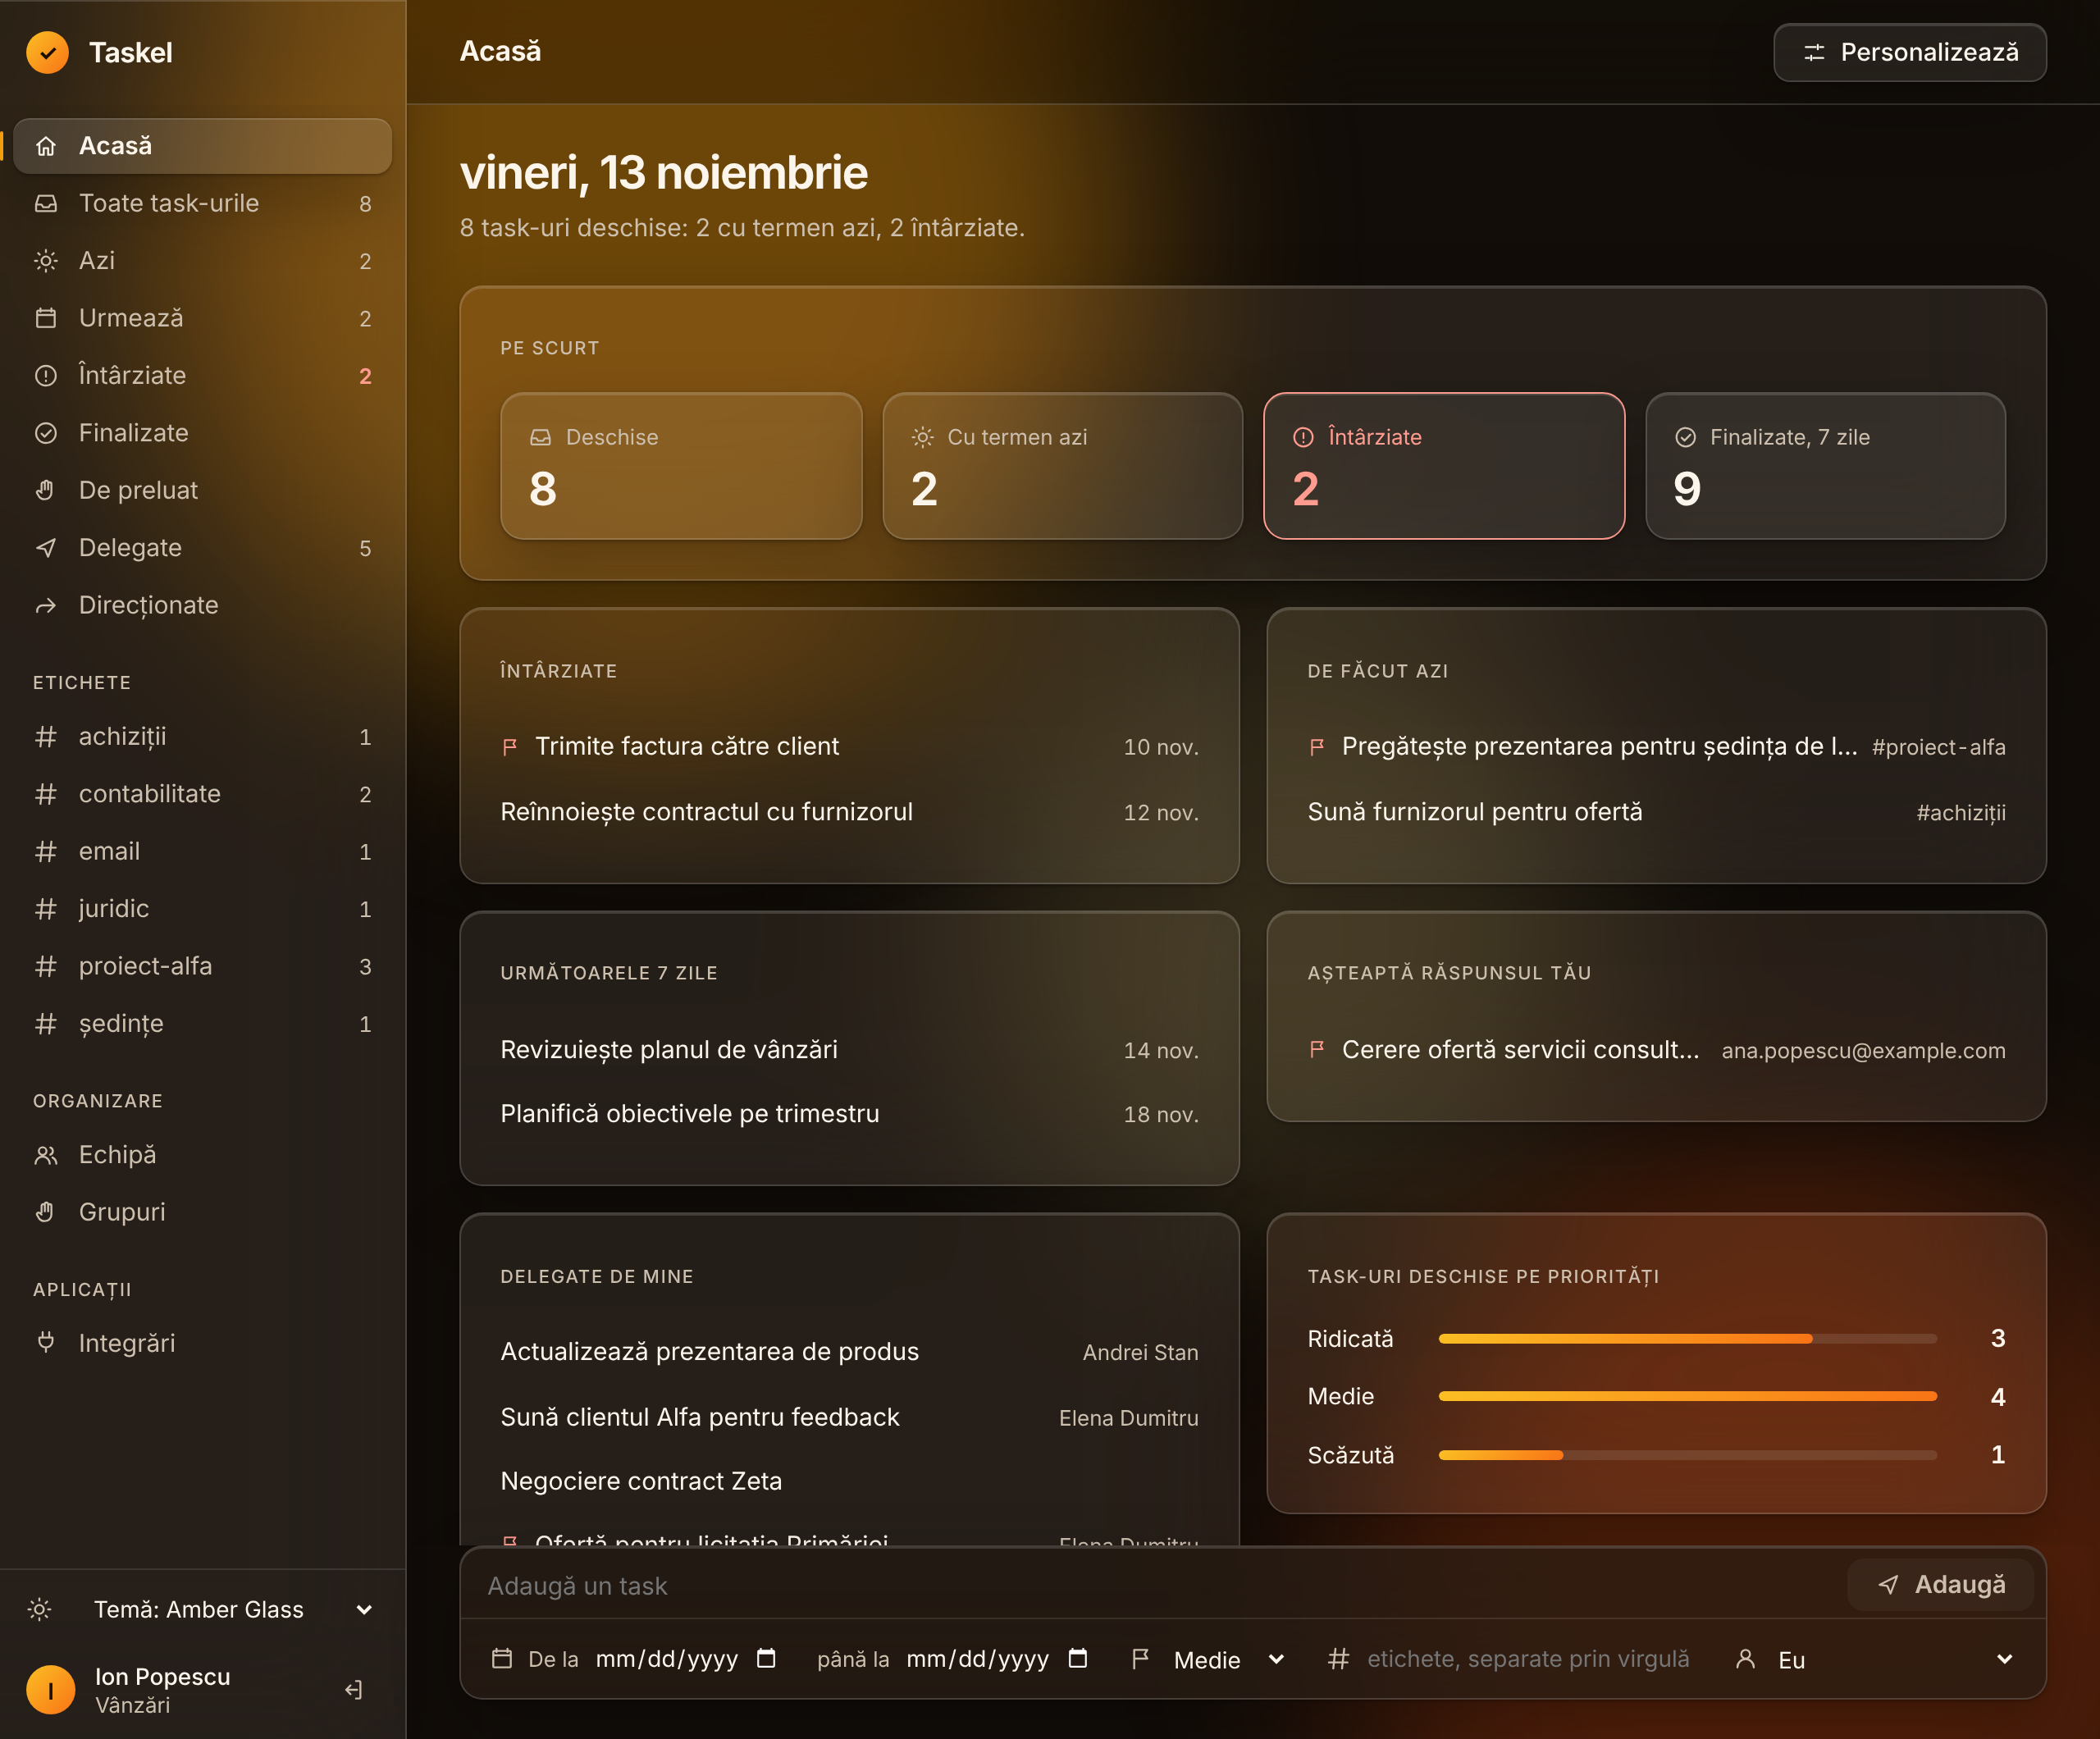 Taskel
Acasă
Toate task-urile 8
Azi 2
Urmează 2
Întârziate 2
Finalizate
De preluat
Delegate 5
Direcționate
ETICHETE
# achiziții 1
# contabilitate 2
# email 1
# juridic 1
# proiect-alfa 3
# ședințe 1
ORGANIZARE
Echipă
Grupuri
APLICAȚII
Integrări
Temă: Amber Glass
I
Ion Popescu
Vânzări
Acasă
Personalizează
vineri, 13 noiembrie
8 task-uri deschise: 2 cu termen azi, 2 întârziate.
PE SCURT
Deschise
8
Cu termen azi
2
Întârziate
2
Finalizate, 7 zile
9
ÎNTÂRZIATE
Trimite factura către client 10 nov.
Reînnoiește contractul cu furnizorul 12 nov.
DE FĂCUT AZI
Pregătește prezentarea pentru ședința de l... #proiect-alfa
Sună furnizorul pentru ofertă #achiziții
URMĂTOARELE 7 ZILE
Revizuiește planul de vânzări 14 nov.
Planifică obiectivele pe trimestru 18 nov.
AȘTEAPTĂ RĂSPUNSUL TĂU
Cerere ofertă servicii consult... ana.popescu@example.com
DELEGATE DE MINE
Actualizează prezentarea de produs Andrei Stan
Sună clientul Alfa pentru feedback Elena Dumitru
Negociere contract Zeta
Ofertă pentru licitația Primăriei Elena Dumitru
TASK-URI DESCHISE PE PRIORITĂȚI
Ridicată 3
Medie 4
Scăzută 1
Adaugă un task
Adaugă
De la mm/dd/yyyy până la mm/dd/yyyy Medie # etichete, separate prin virgulă Eu